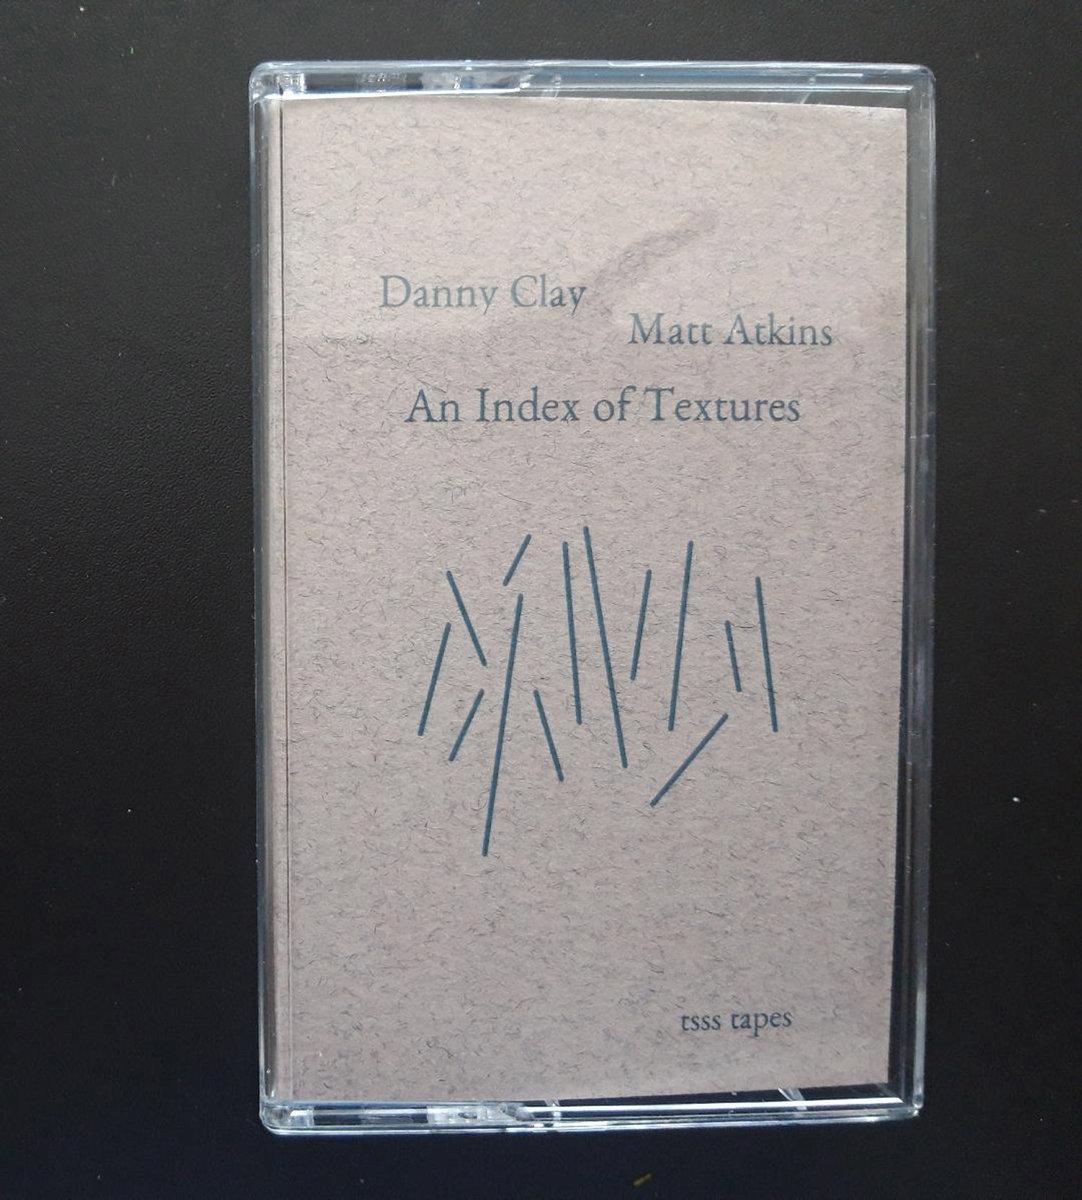 Danny Clay
Matt Atkins
An Index of Textures
tsss tapes